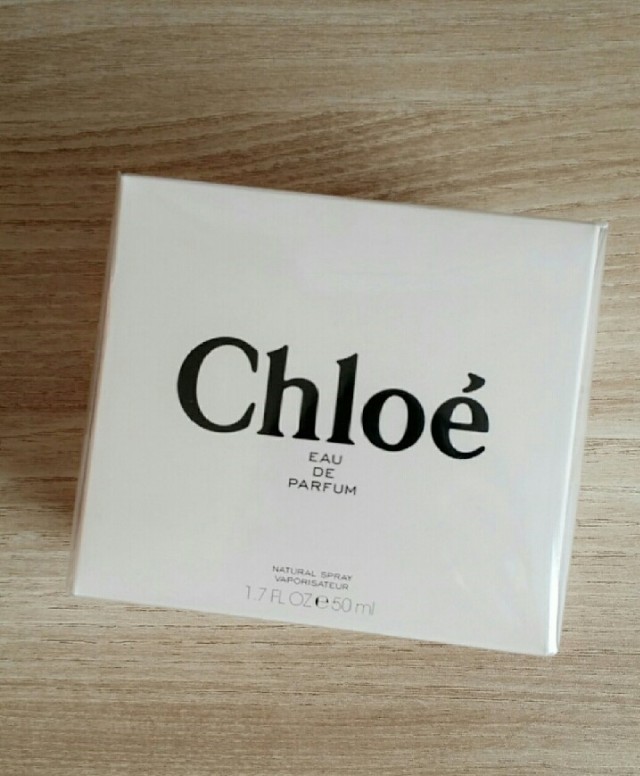 Chloé
EAU
DE
PARFUM
NATURAL SPRAY
VAPORISATEUR
1.7 FL OZ ℮ 50 ml